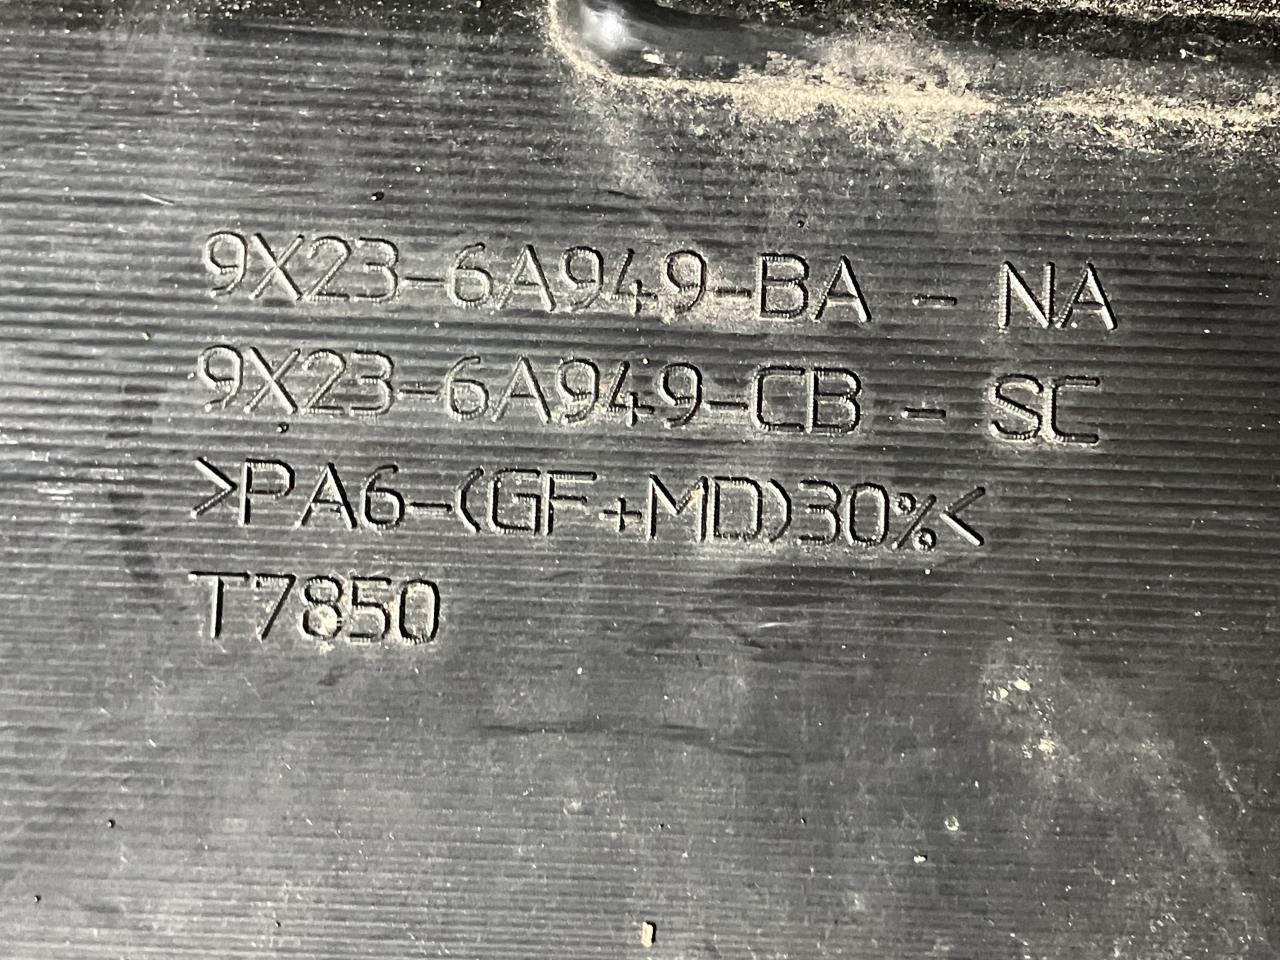 9X23-6A949-BA - NA
9X23-6A949-CB - SC
>PA6-(GF+MD)30%<
T7850